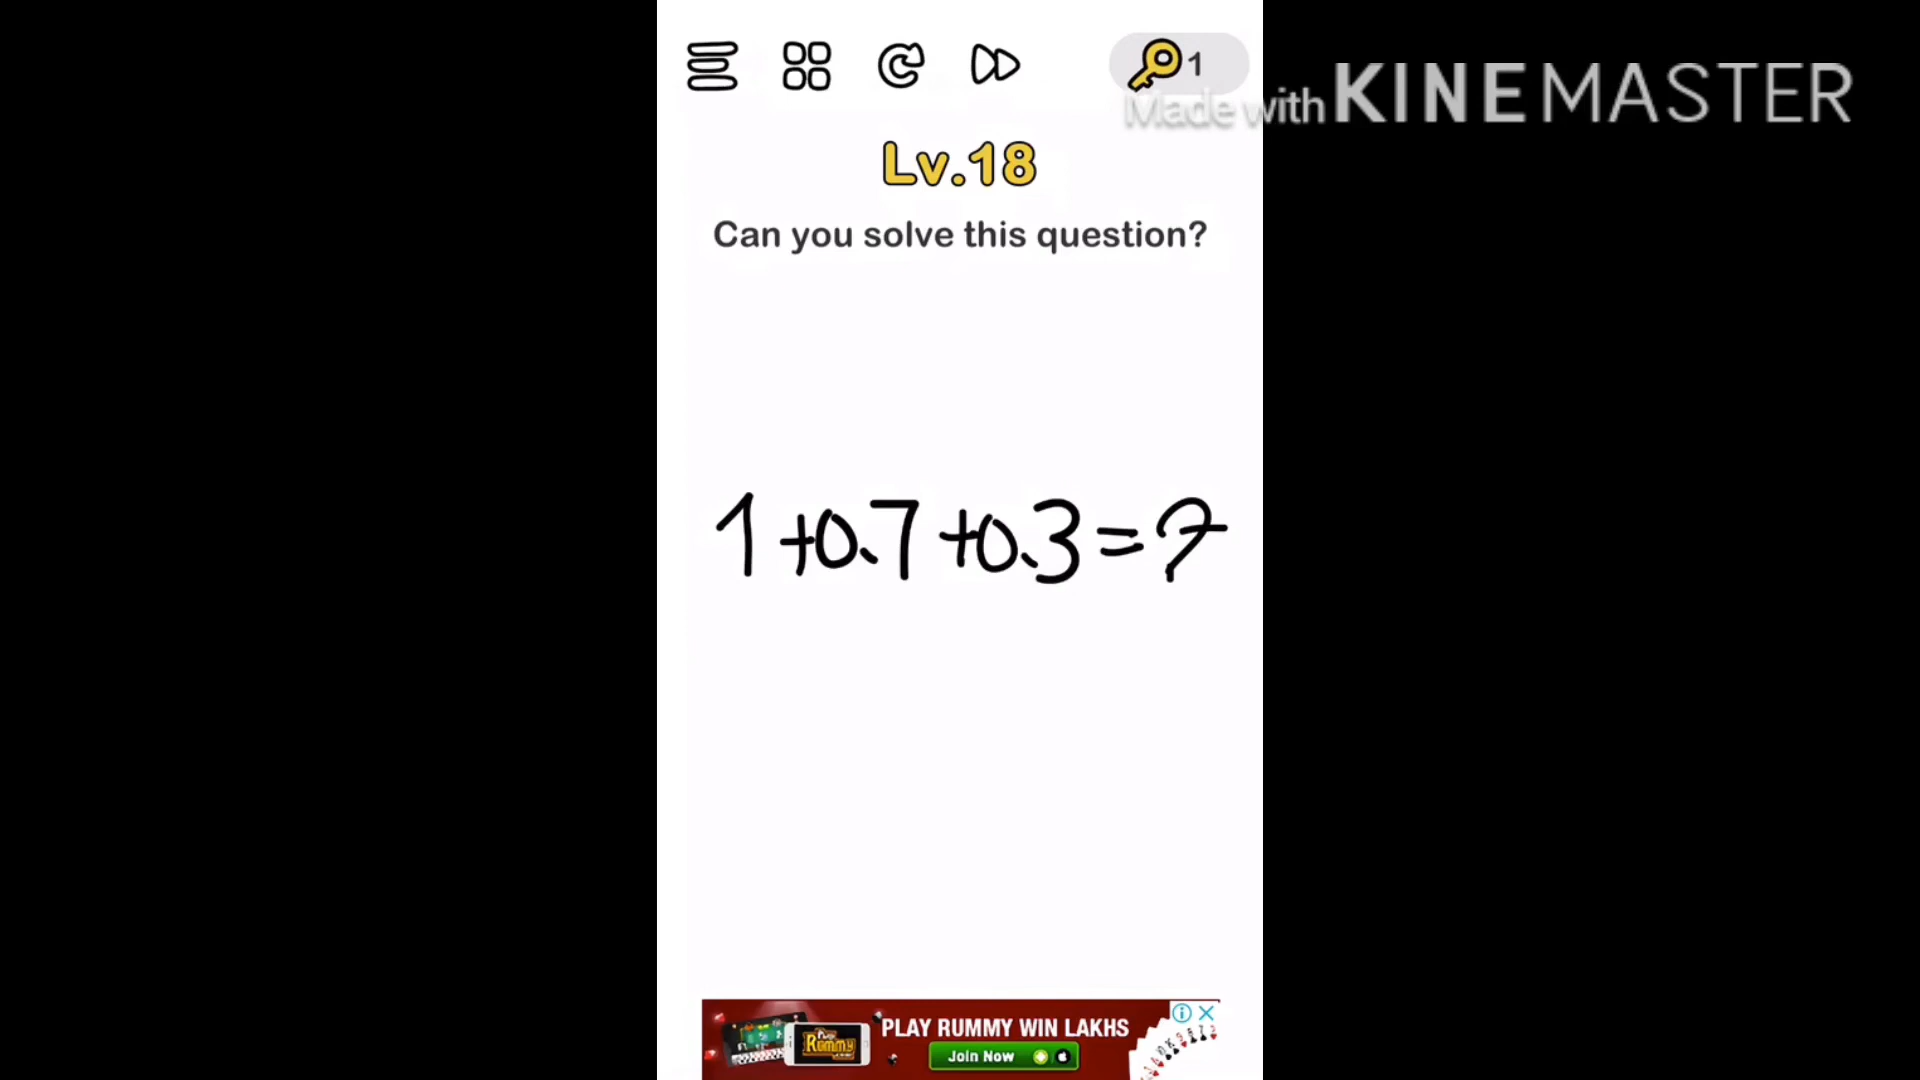 1
Made with KINEMASTER
Lv.18
Can you solve this question?
1+0.7+0.3=?
PLAY RUMMY WIN LAKHS
Rummy
Join Now